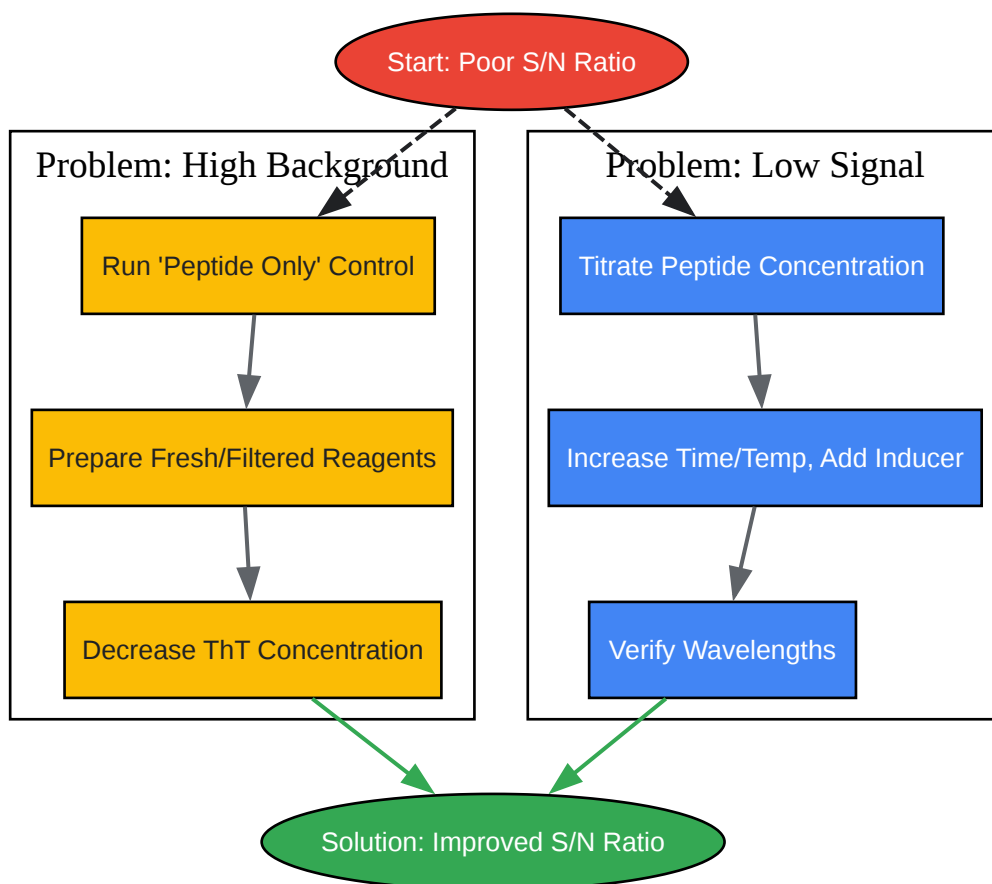 Start: Poor S/N Ratio
Problem: High Background
Run 'Peptide Only' Control
Prepare Fresh/Filtered Reagents
Decrease ThT Concentration
Problem: Low Signal
Titrate Peptide Concentration
Increase Time/Temp, Add Inducer
Verify Wavelengths
Solution: Improved S/N Ratio